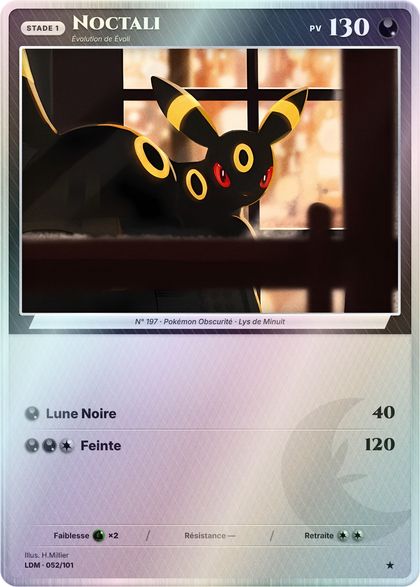 STADE 1 NOCTALI PV 130
Évolution de Évoli
N° 197 - Pokémon Obscurité - Lys de Minuit
Lune Noire 40
Feinte 120
Faiblesse ×2 / Résistance — / Retraite
Illus. H.Millier
LDM · 052/101